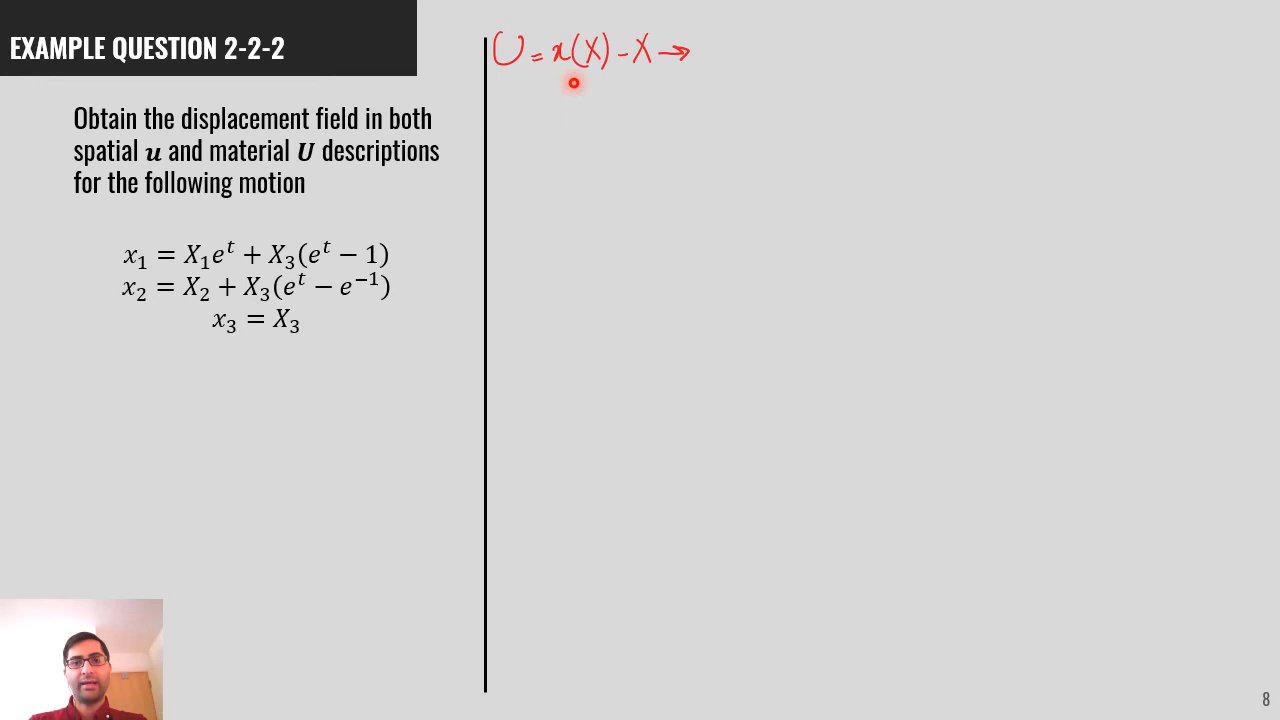 EXAMPLE QUESTION 2-2-2
Obtain the displacement field in both
spatial u and material U descriptions
for the following motion
x₁ = X₁eᵗ + X₃(eᵗ − 1)
x₂ = X₂ + X₃(eᵗ − e⁻¹)
x₃ = X₃
U = x(X) - X →
8